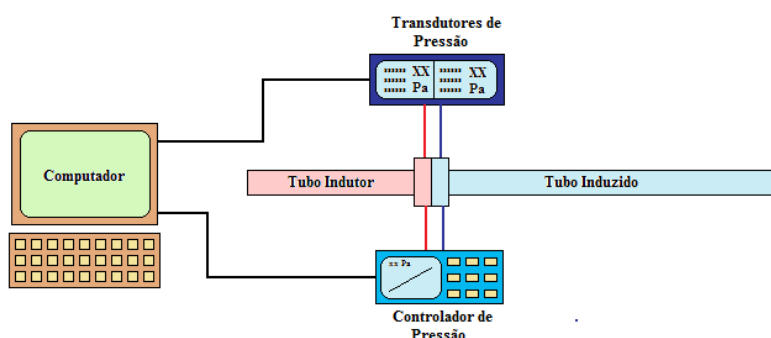 Transdutores de
Pressão
XX
Pa
XX
Pa
Computador
Tubo Indutor
Tubo Induzido
xx Pa
Controlador de
Pressão